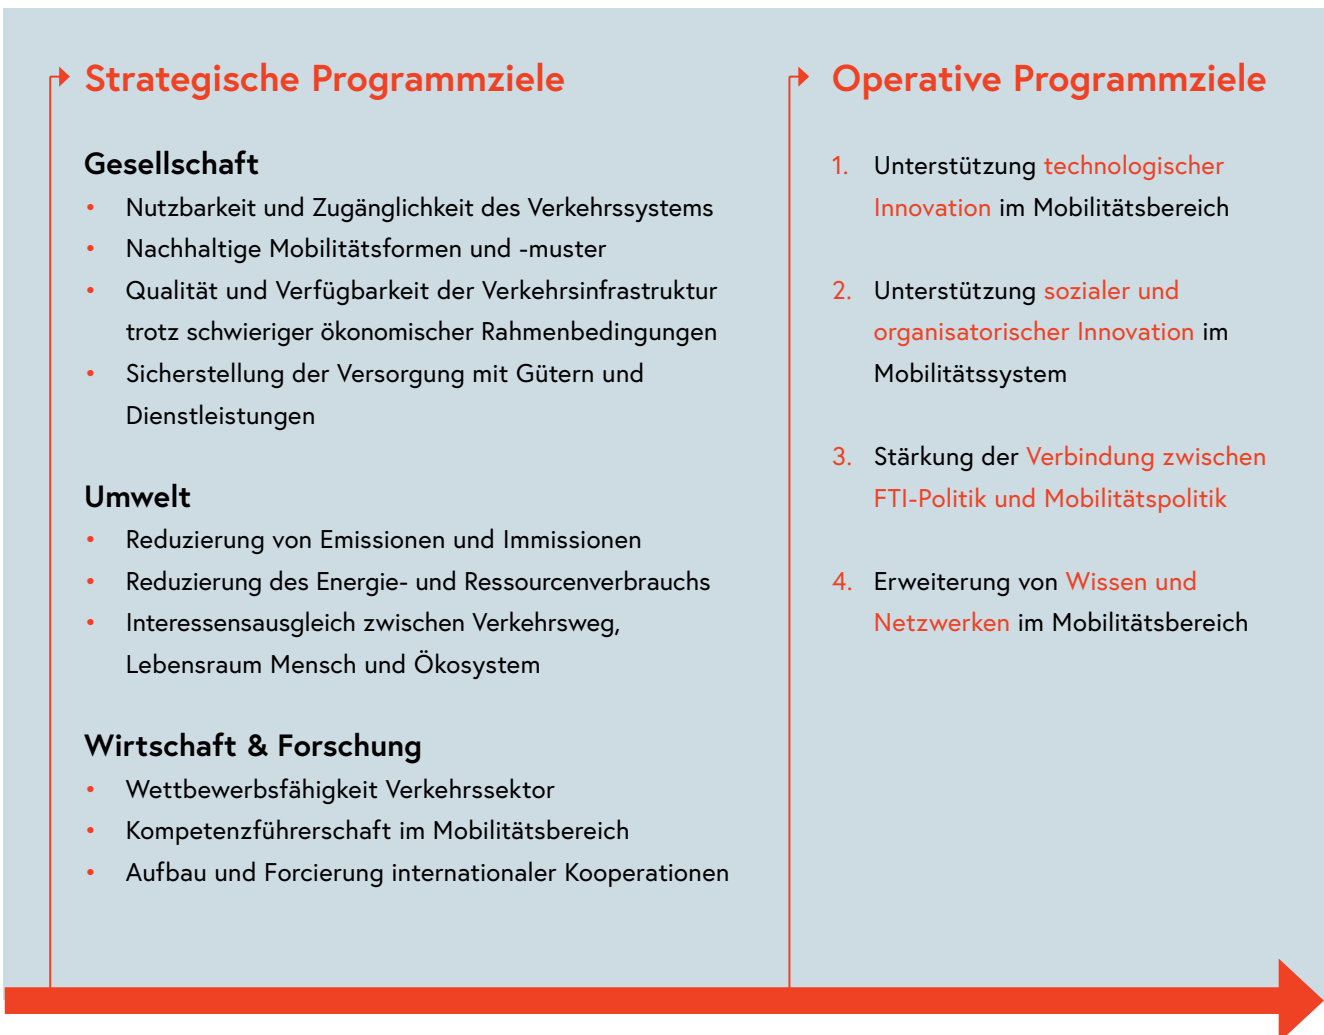 Strategische Programmziele
Gesellschaft
• Nutzbarkeit und Zugänglichkeit des Verkehrssystems
• Nachhaltige Mobilitätsformen und -muster
• Qualität und Verfügbarkeit der Verkehrsinfrastruktur
trotz schwieriger ökonomischer Rahmenbedingungen
• Sicherstellung der Versorgung mit Gütern und
Dienstleistungen
Umwelt
• Reduzierung von Emissionen und Immissionen
• Reduzierung des Energie- und Ressourcenverbrauchs
• Interessensausgleich zwischen Verkehrsweg,
Lebensraum Mensch und Ökosystem
Wirtschaft & Forschung
• Wettbewerbsfähigkeit Verkehrssektor
• Kompetenzführerschaft im Mobilitätsbereich
• Aufbau und Forcierung internationaler Kooperationen
Operative Programmziele
1. Unterstützung technologischer
Innovation im Mobilitätsbereich
2. Unterstützung sozialer und
organisatorischer Innovation im
Mobilitätssystem
3. Stärkung der Verbindung zwischen
FTI-Politik und Mobilitätspolitik
4. Erweiterung von Wissen und
Netzwerken im Mobilitätsbereich